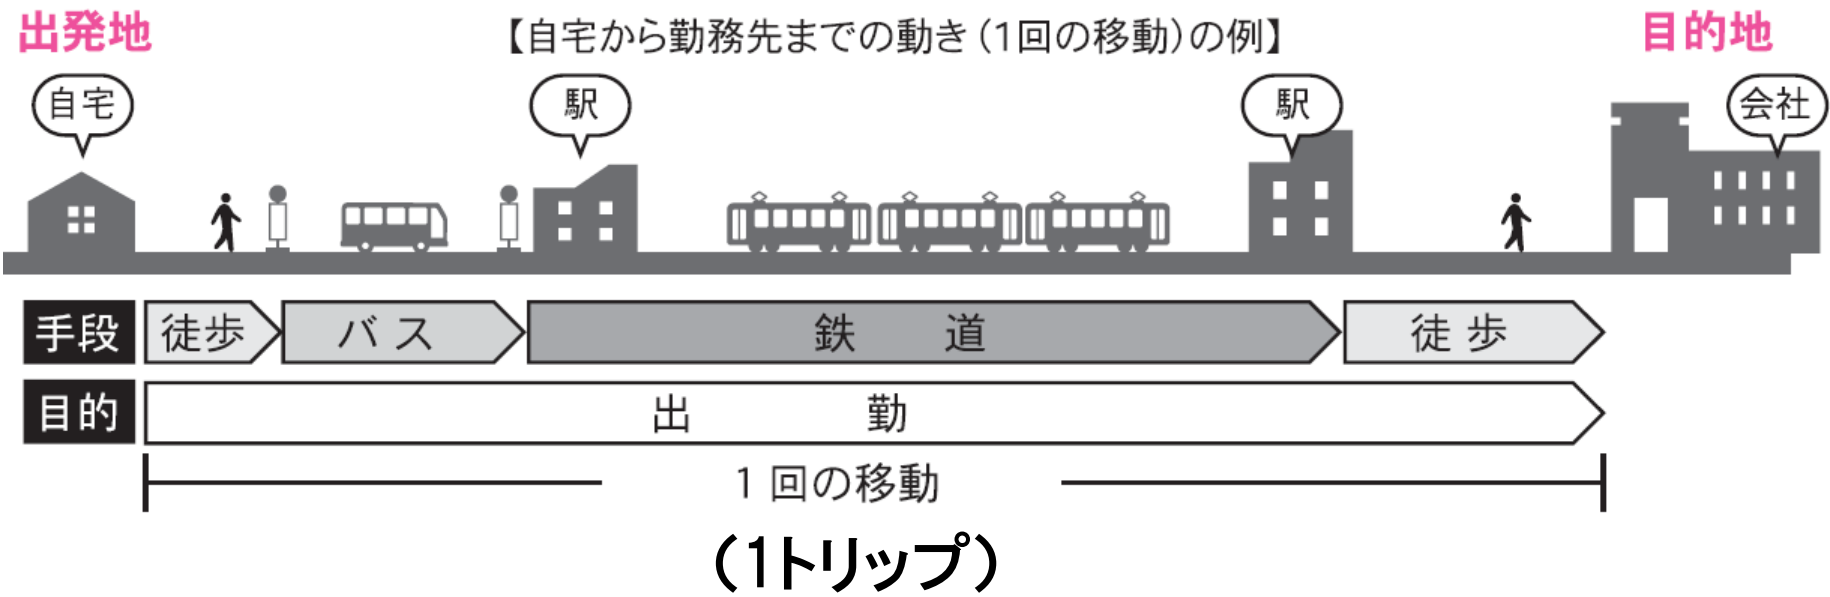 出発地
【自宅から勤務先までの動き(1回の移動)の例】
目的地
自宅
駅
駅
会社
手段
徒歩
バス
鉄道
徒歩
目的
出勤
1回の移動
(1トリップ)